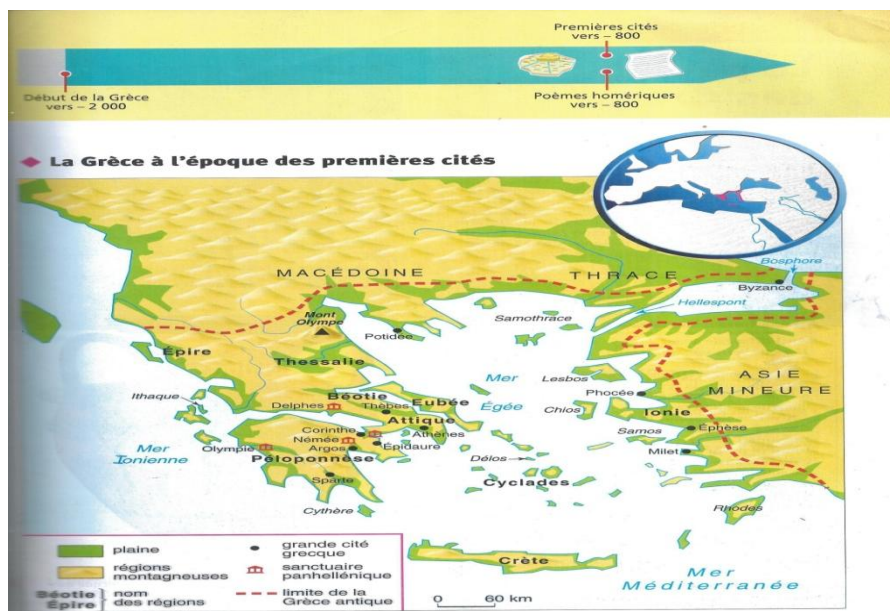 Premières cités
vers – 800
Début de la Grèce
vers – 2 000
Poèmes homériques
vers – 800
La Grèce à l'époque des premières cités
MACÉDOINE
THRACE
Bosphore
Byzance
Hellespont
Mont
Olympe
Potidée
Samothrace
Épire
Thessalie
ASIE
MINEURE
Ithaque
Mer
Égée
Lesbos
Phocée
Béotie
Eubée
Delphes
Thèbes
Attique
Chios
Ionie
Corinthe
Athènes
Éphèse
Némée
Samos
Mer
Ionienne
Olympie
Argos
Épidaure
Péloponnèse
Délos
Milet
Sparte
Cyclades
Cythère
Rhodes
Crète
Mer
Méditerranée
plaine
grande cité
grecque
régions
montagneuses
sanctuaire
panhellénique
Béotie
Épire
nom
des régions
limite de la
Grèce antique
0 60 km